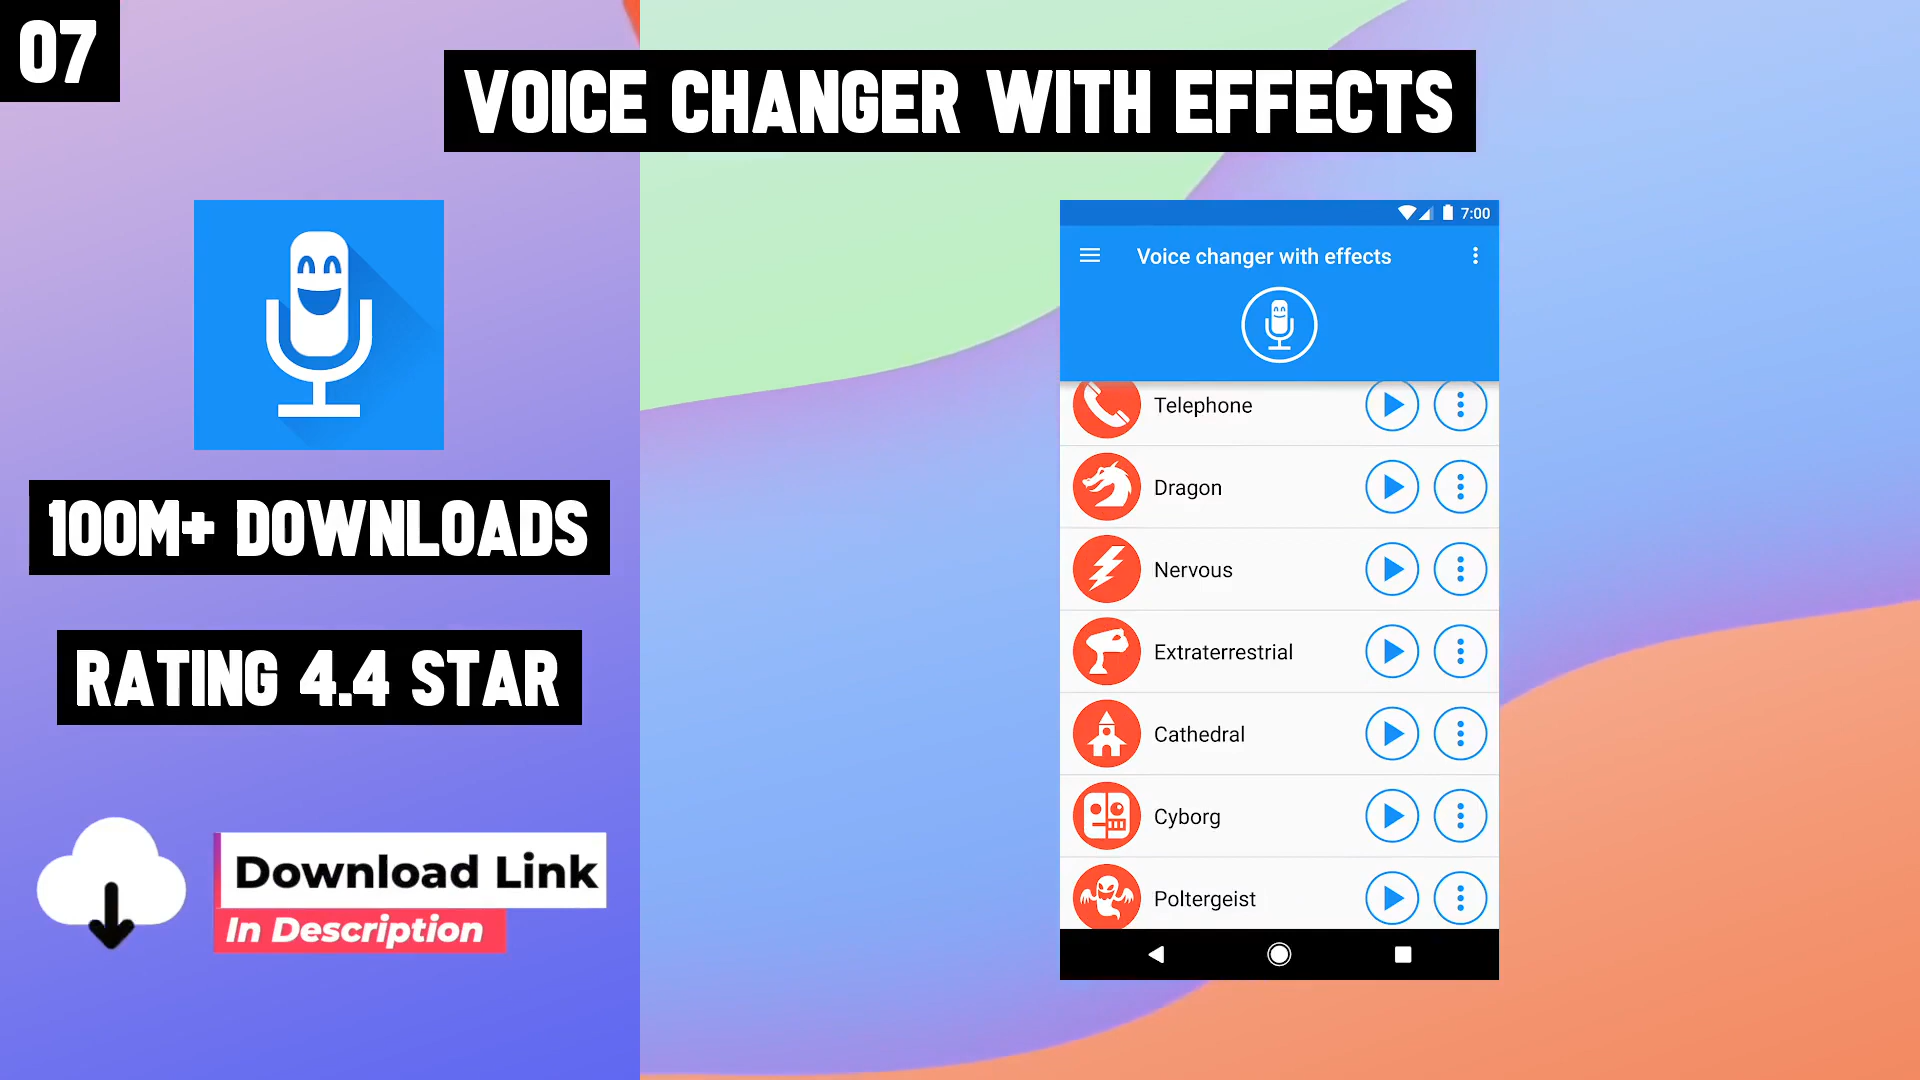 07
VOICE CHANGER WITH EFFECTS
100M+ DOWNLOADS
RATING 4.4 STAR
Download Link
In Description
7:00
Voice changer with effects
Telephone
Dragon
Nervous
Extraterrestrial
Cathedral
Cyborg
Poltergeist